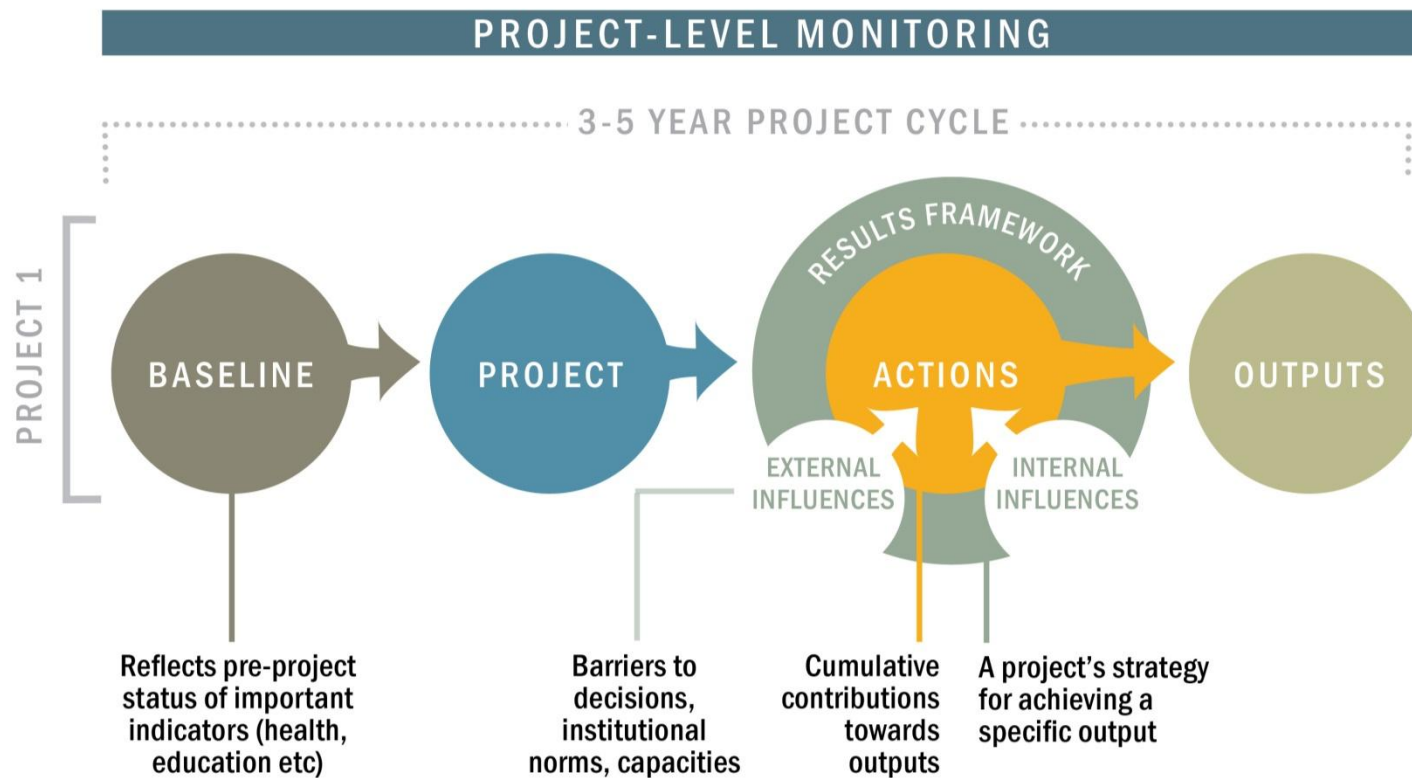 PROJECT-LEVEL MONITORING
3-5 YEAR PROJECT CYCLE
PROJECT 1
BASELINE
PROJECT
RESULTS FRAMEWORK
ACTIONS
OUTPUTS
EXTERNAL
INFLUENCES
INTERNAL
INFLUENCES
Reflects pre-project
status of important
indicators (health,
education etc)
Barriers to
decisions,
institutional
norms, capacities
Cumulative
contributions
towards
outputs
A project's strategy
for achieving a
specific output